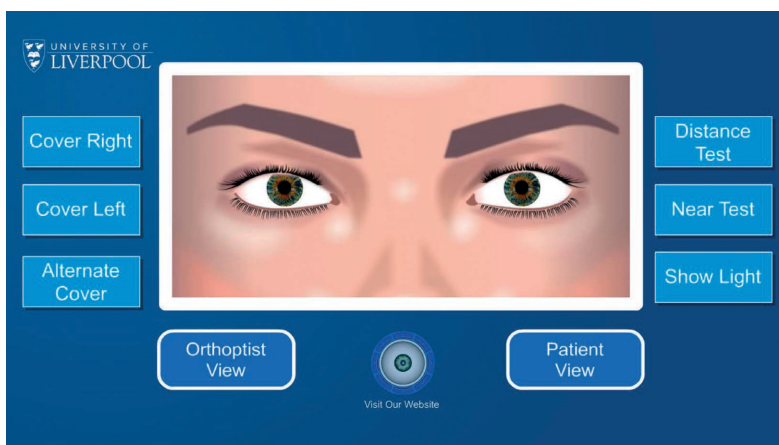 UNIVERSITY OF
LIVERPOOL
Cover Right
Cover Left
Alternate
Cover
Distance
Test
Near Test
Show Light
Orthoptist
View
Visit Our Website
Patient
View